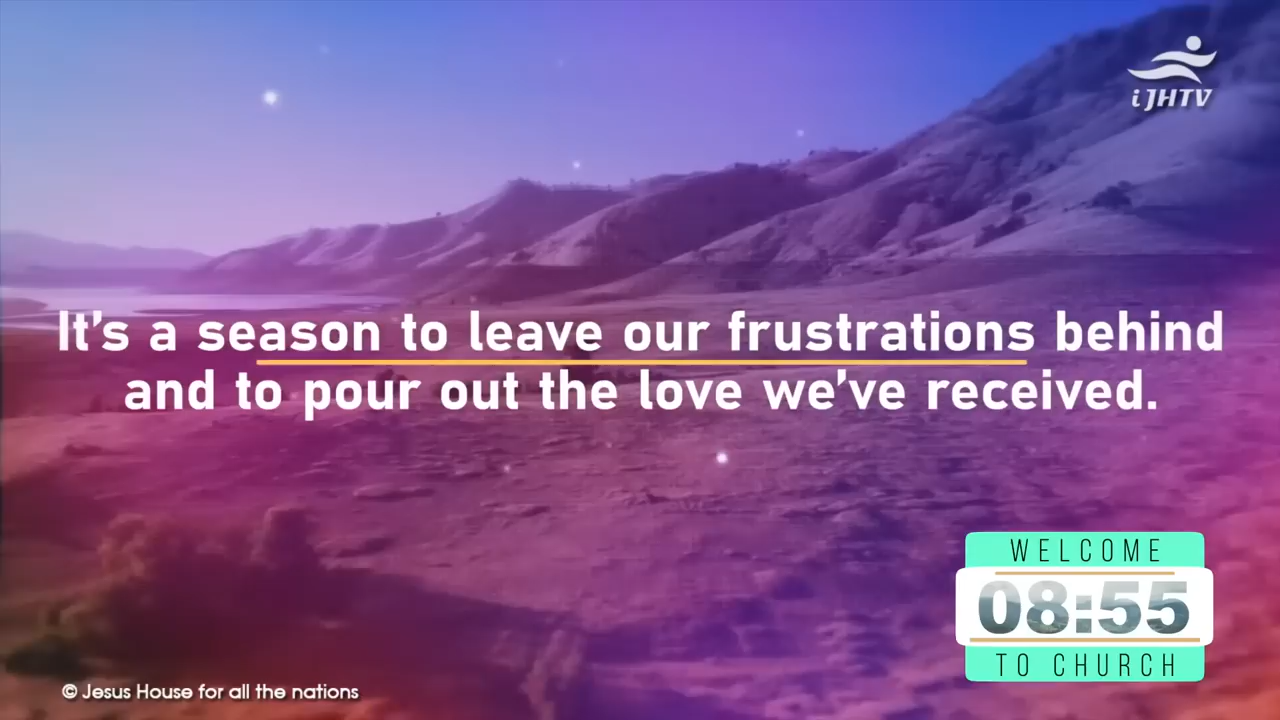 i JHTV
It's a season to leave our frustrations behind
and to pour out the love we've received.
WELCOME
08:55
TO CHURCH
© Jesus House for all the nations